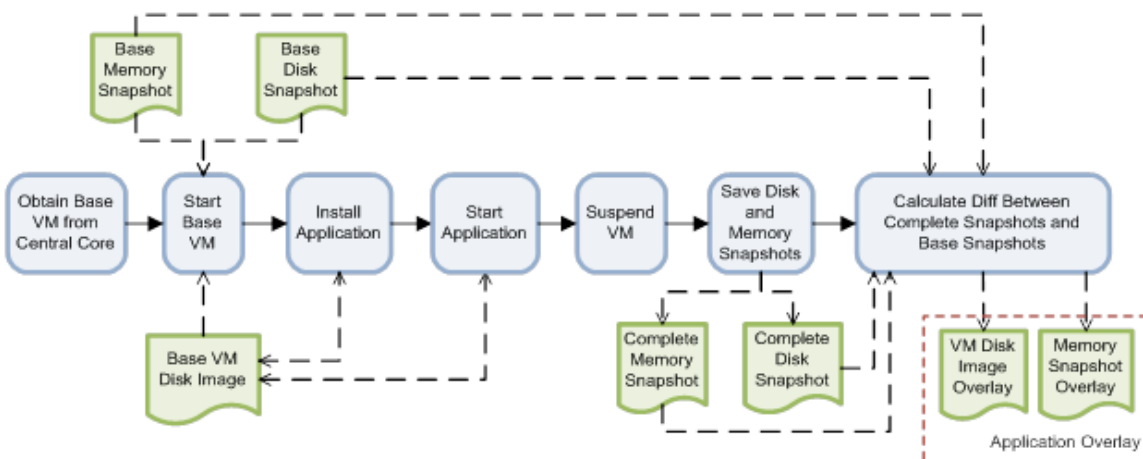 Base
Memory
Snapshot
Base
Disk
Snapshot
Obtain Base
VM from
Central Core
Start
Base
VM
Install
Application
Start
Application
Suspend
VM
Save Disk
and
Memory
Snapshots
Calculate Diff Between
Complete Snapshots and
Base Snapshots
Base VM
Disk Image
Complete
Memory
Snapshot
Complete
Disk
Snapshot
VM Disk
Image
Overlay
Memory
Snapshot
Overlay
Application Overlay